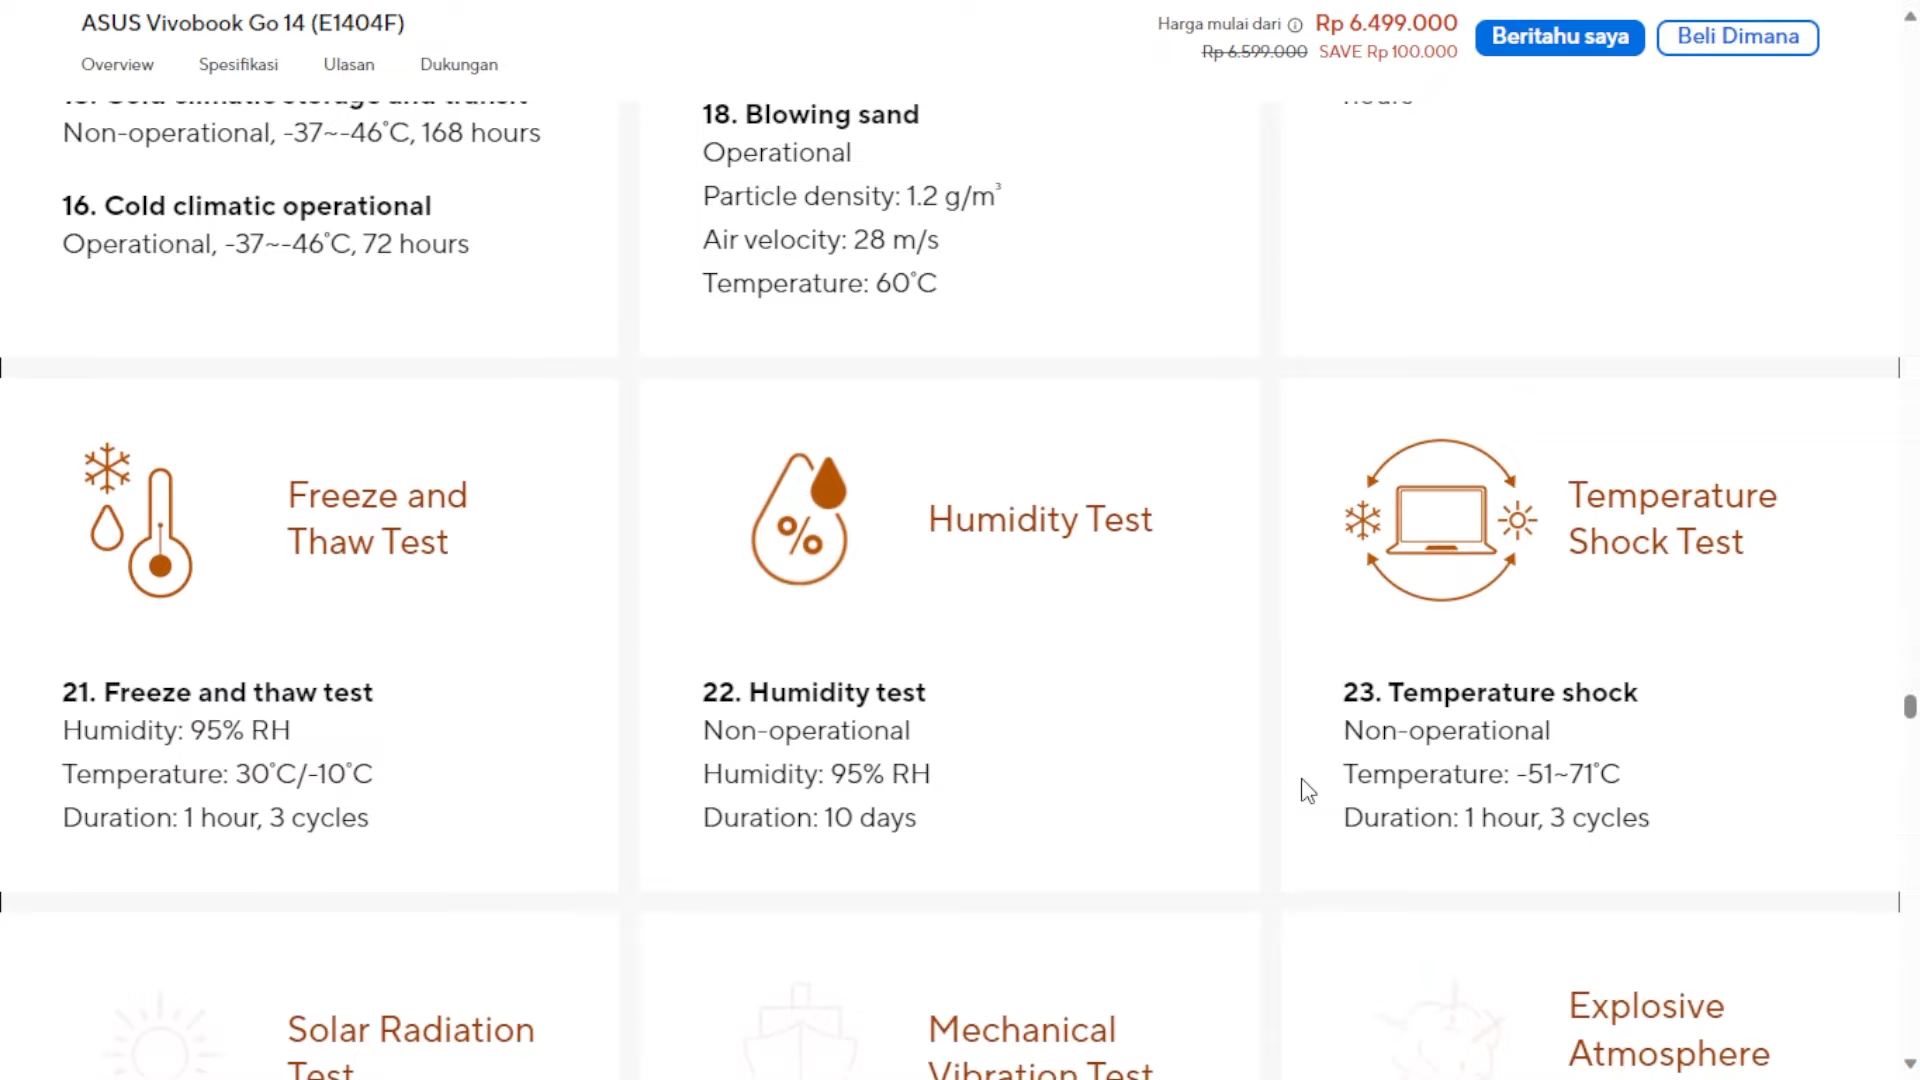 ASUS Vivobook Go 14 (E1404F)
Harga mulai dari Rp 6.499.000
Rp 6.599.000 SAVE Rp 100.000
Beritahu saya
Beli Dimana
Overview
Spesifikasi
Ulasan
Dukungan
Non-operational, -37~-46°C, 168 hours
16. Cold climatic operational
Operational, -37~-46°C, 72 hours
18. Blowing sand
Operational
Particle density: 1.2 g/m³
Air velocity: 28 m/s
Temperature: 60°C
hours
Freeze and
Thaw Test
21. Freeze and thaw test
Humidity: 95% RH
Temperature: 30°C/-10°C
Duration: 1 hour, 3 cycles
%
Humidity Test
22. Humidity test
Non-operational
Humidity: 95% RH
Duration: 10 days
Temperature
Shock Test
23. Temperature shock
Non-operational
Temperature: -51~71°C
Duration: 1 hour, 3 cycles
Solar Radiation
Test
Mechanical
Vibration Test
Explosive
Atmosphere